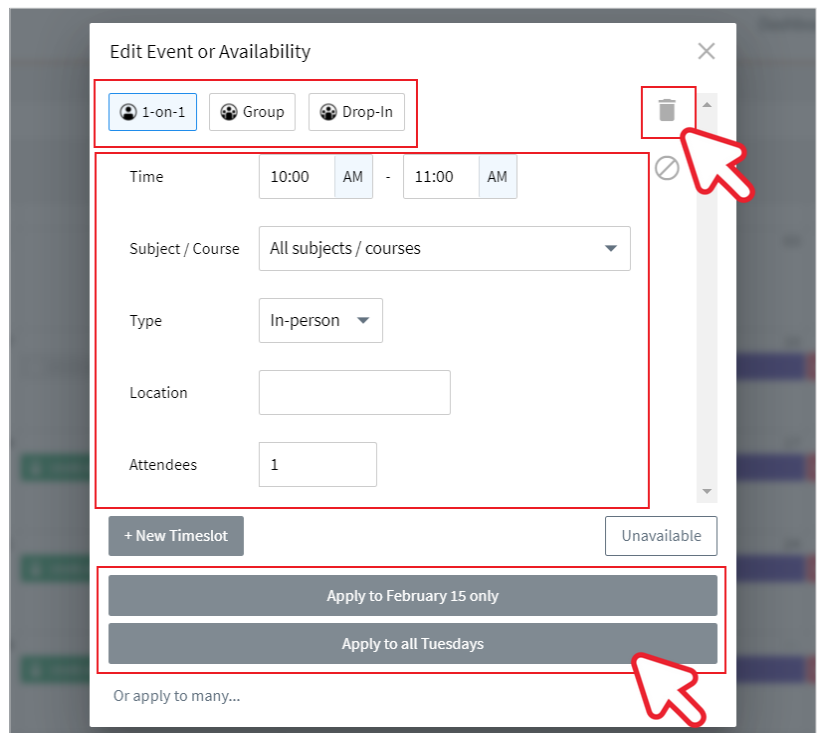 Edit Event or Availability
1-on-1 Group Drop-In
Time 10:00 AM - 11:00 AM
Subject / Course All subjects / courses
Type In-person
Location
Attendees 1
+ New Timeslot Unavailable
Apply to February 15 only
Apply to all Tuesdays
Or apply to many...